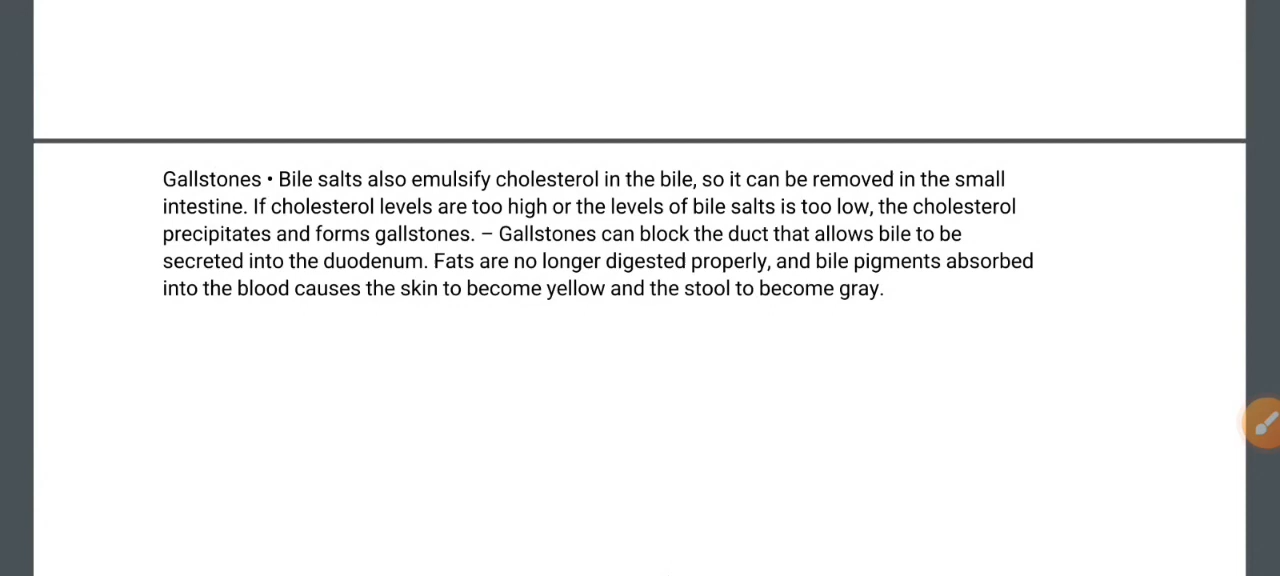 Gallstones • Bile salts also emulsify cholesterol in the bile, so it can be removed in the small
intestine. If cholesterol levels are too high or the levels of bile salts is too low, the cholesterol
precipitates and forms gallstones. – Gallstones can block the duct that allows bile to be
secreted into the duodenum. Fats are no longer digested properly, and bile pigments absorbed
into the blood causes the skin to become yellow and the stool to become gray.